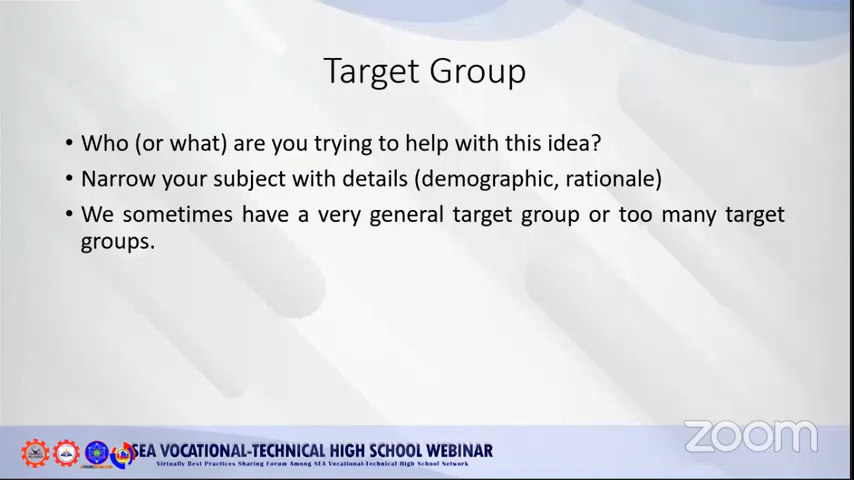 Target Group
• Who (or what) are you trying to help with this idea?
• Narrow your subject with details (demographic, rationale)
• We sometimes have a very general target group or too many target
groups.
zoom
SEA VOCATIONAL-TECHNICAL HIGH SCHOOL WEBINAR
Virtually Best Practices Sharing Forum Among SEA Vocational-Technical High School Network